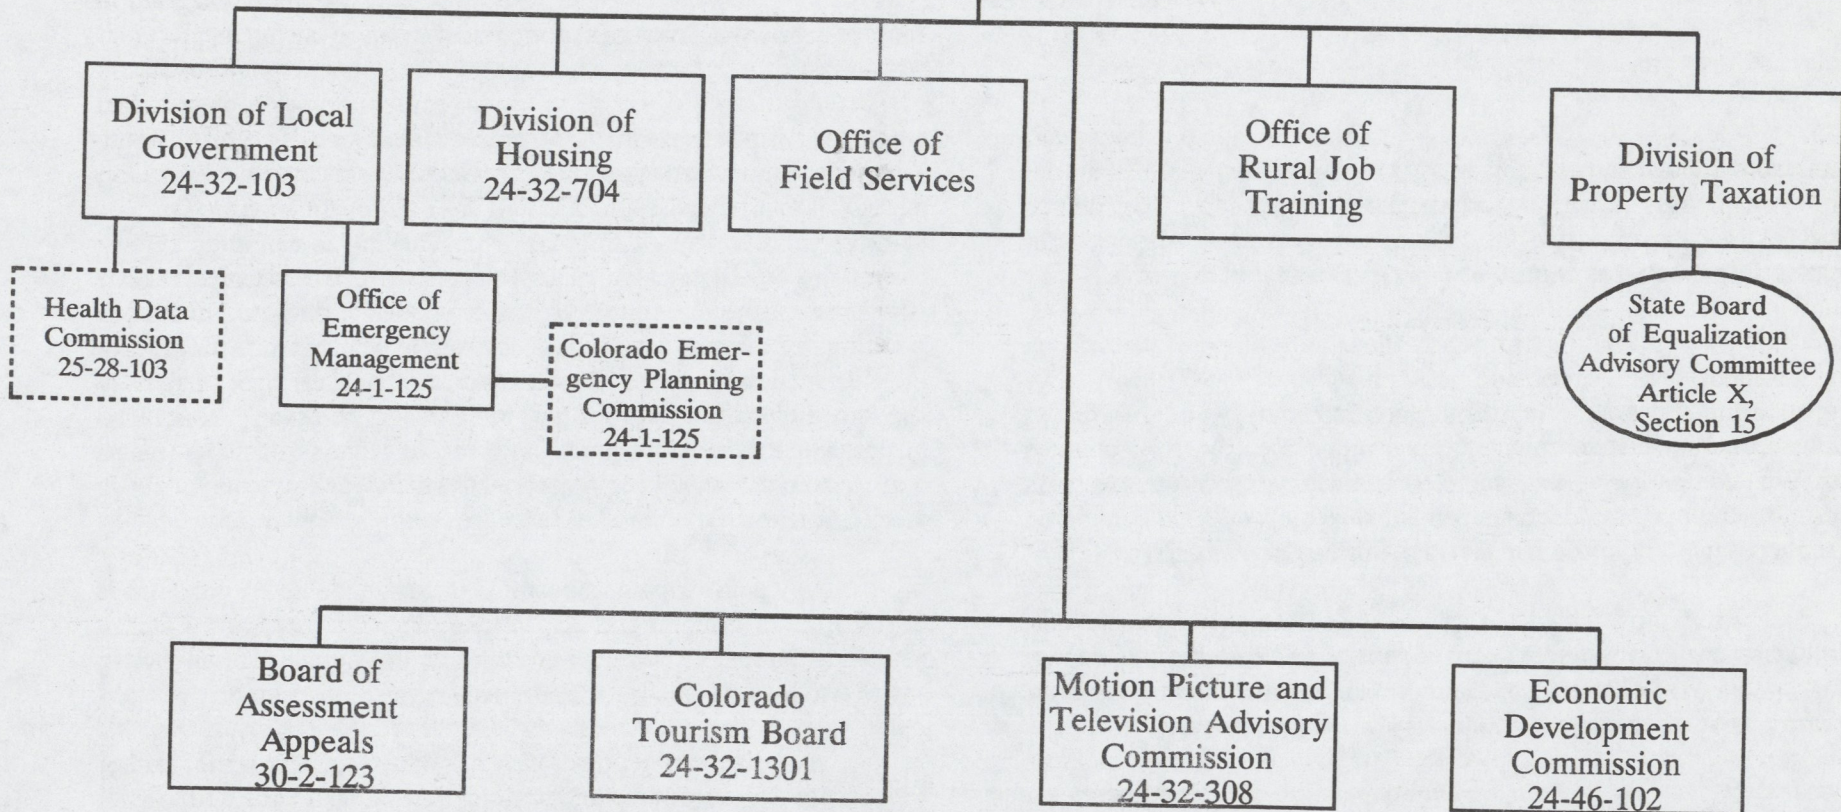 Division of Local
Government
24-32-103
Division of
Housing
24-32-704
Office of
Field Services
Office of
Rural Job
Training
Division of
Property Taxation
Health Data
Commission
25-28-103
Office of
Emergency
Management
24-1-125
Colorado Emer-
gency Planning
Commission
24-1-125
State Board
of Equalization
Advisory Committee
Article X,
Section 15
Board of
Assessment
Appeals
30-2-123
Colorado
Tourism Board
24-32-1301
Motion Picture and
Television Advisory
Commission
24-32-308
Economic
Development
Commission
24-46-102